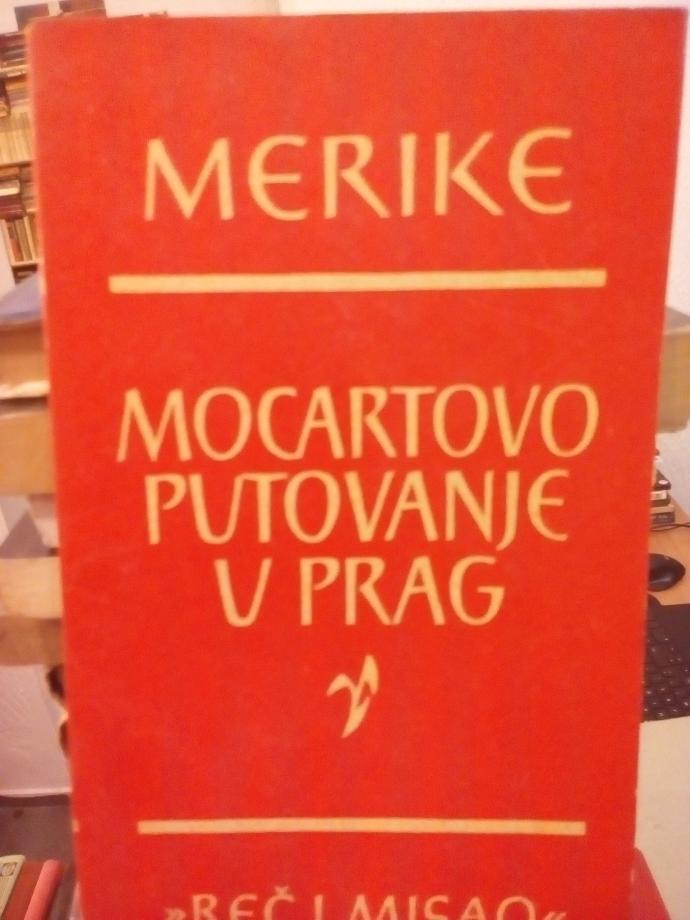 MERIKE
MOCARTOVO
PUTOVANJE
U PRAG
»REČ I MISAO«